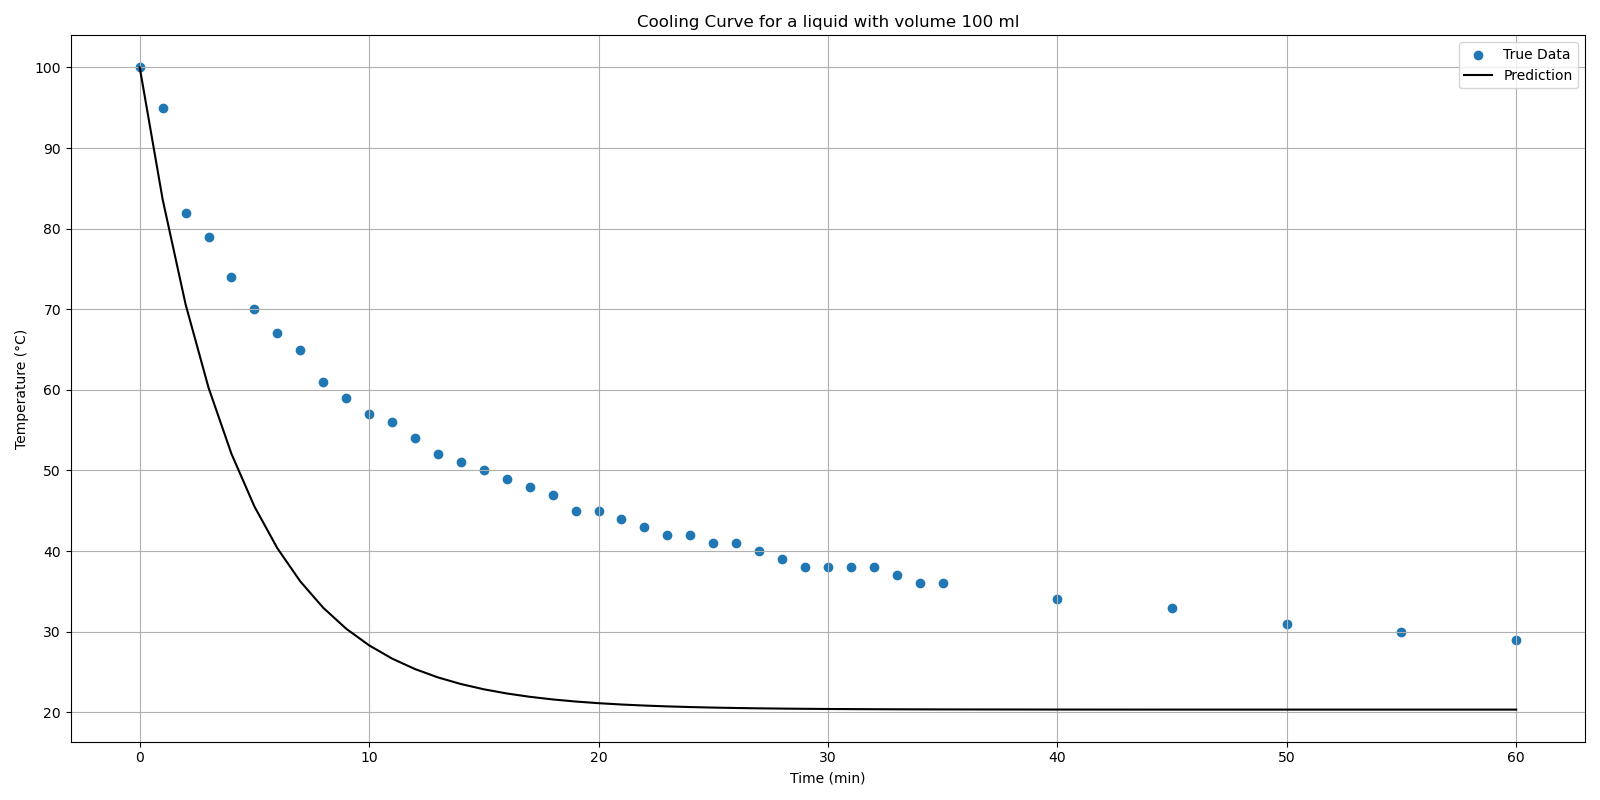 Cooling Curve for a liquid with volume 100 ml
True Data
Prediction
Temperature (°C)
100
90
80
70
60
50
40
30
20
0 10 20 30 40 50 60
Time (min)